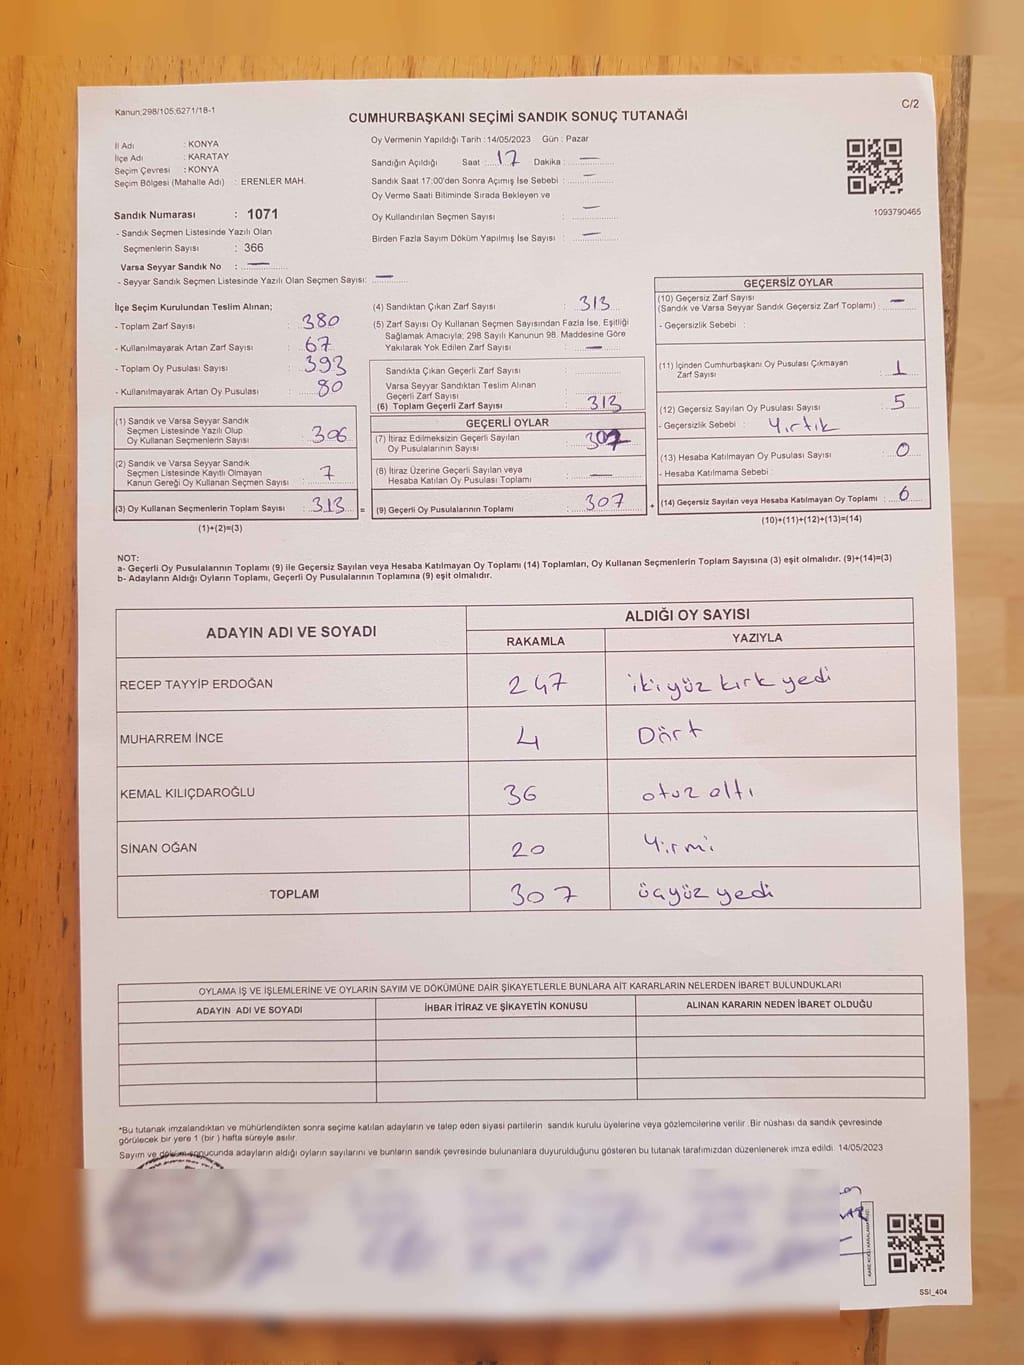 Kanun;298/105;6271/18-1
C/2
CUMHURBAŞKANI SEÇİMİ SANDIK SONUÇ TUTANAĞI
İl Adı : KONYA
İlçe Adı : KARATAY
Seçim Çevresi : KONYA
Seçim Bölgesi (Mahalle Adı) : ERENLER MAH.
Sandık Numarası : 1071
- Sandık Seçmen Listesinde Yazılı Olan
Seçmenlerin Sayısı : 366
Varsa Seyyar Sandık No : —
- Seyyar Sandık Seçmen Listesinde Yazılı Olan Seçmen Sayısı: —
Oy Vermenin Yapıldığı Tarih : 14/05/2023 Gün : Pazar
Sandığın Açıldığı Saat : 17 Dakika : —
Sandık Saat 17:00'den Sonra Açımış İse Sebebi : —
Oy Verme Saati Bitiminde Sırada Bekleyen ve
Oy Kullandırılan Seçmen Sayısı : —
Birden Fazla Sayım Döküm Yapılmış İse Sayısı : —
1093790465
İlçe Seçim Kurulundan Teslim Alınan;
- Toplam Zarf Sayısı : 380
- Kullanılmayarak Artan Zarf Sayısı : 67
- Toplam Oy Pusulası Sayısı : 393
- Kullanılmayarak Artan Oy Pusulası : 80
(1) Sandık ve Varsa Seyyar Sandık
Seçmen Listesinde Yazılı Olup
Oy Kullanan Seçmenlerin Sayısı : 306
(2) Sandık ve Varsa Seyyar Sandık
Seçmen Listesinde Kayıtlı Olmayan
Kanun Gereği Oy Kullanan Seçmen Sayısı : 7
(3) Oy Kullanan Seçmenlerin Toplam Sayısı : 313 =
(1)+(2)=(3)
(4) Sandıktan Çıkan Zarf Sayısı : 313
(5) Zarf Sayısı Oy Kullanan Seçmen Sayısından Fazla İse, Eşitliği
Sağlamak Amacıyla; 298 Sayılı Kanunun 98. Maddesine Göre
Yakılarak Yok Edilen Zarf Sayısı : —
Sandıkta Çıkan Geçerli Zarf Sayısı :
Varsa Seyyar Sandıktan Teslim Alınan
Geçerli Zarf Sayısı :
(6) Toplam Geçerli Zarf Sayısı : 313
GEÇERLİ OYLAR
(7) İtiraz Edilmeksizin Geçerli Sayılan
Oy Pusulalarının Sayısı : 307
(8) İtiraz Üzerine Geçerli Sayılan veya
Hesaba Katılan Oy Pusulası Toplamı : —
(9) Geçerli Oy Pusulalarının Toplamı : 307 +
GEÇERSİZ OYLAR
(10) Geçersiz Zarf Sayısı
(Sandık ve Varsa Seyyar Sandık Geçersiz Zarf Toplamı) : —
- Geçersizlik Sebebi :
(11) İçinden Cumhurbaşkanı Oy Pusulası Çıkmayan
Zarf Sayısı : 1
(12) Geçersiz Sayılan Oy Pusulası Sayısı : 5
- Geçersizlik Sebebi : Yırtık
(13) Hesaba Katılmayan Oy Pusulası Sayısı : 0
- Hesaba Katılmama Sebebi :
(14) Geçersiz Sayılan veya Hesaba Katılmayan Oy Toplamı : 6
(10)+(11)+(12)+(13)=(14)
NOT:
a- Geçerli Oy Pusulalarının Toplamı (9) ile Geçersiz Sayılan veya Hesaba Katılmayan Oy Toplamı (14) Toplamları, Oy Kullanan Seçmenlerin Toplam Sayısına (3) eşit olmalıdır. (9)+(14)=(3)
b- Adayların Aldığı Oyların Toplamı, Geçerli Oy Pusulalarının Toplamına (9) eşit olmalıdır.
ADAYIN ADI VE SOYADI
ALDIĞI OY SAYISI
RAKAMLA YAZIYLA
RECEP TAYYİP ERDOĞAN 247 ikiyüz kırk yedi
MUHARREM İNCE 4 Dört
KEMAL KILIÇDAROĞLU 36 otuz altı
SİNAN OĞAN 20 Yirmi
TOPLAM 307 üçyüz yedi
OYLAMA İŞ VE İŞLEMLERİNE VE OYLARIN SAYIM VE DÖKÜMÜNE DAİR ŞİKAYETLERLE BUNLARA AİT KARARLARIN NELERDEN İBARET BULUNDUKLARI
ADAYIN ADI VE SOYADI İHBAR İTİRAZ VE ŞİKAYETİN KONUSU ALINAN KARARIN NEDEN İBARET OLDUĞU
*Bu tutanak imzalandıktan ve mühürlendikten sonra seçime katılan adayların ve talep eden siyasi partilerin sandık kurulu üyelerine veya gözlemcilerine verilir. Bir nüshası da sandık çevresinde
görülecek bir yere 1 (bir) hafta süreyle asılır.
Sayım ve döküm sonucunda adayların aldığı oyların sayılarını ve bunların sandık çevresinde bulunanlara duyurulduğunu gösteren bu tutanak tarafımızdan düzenlenerek imza edildi. 14/05/2023
SSI_404